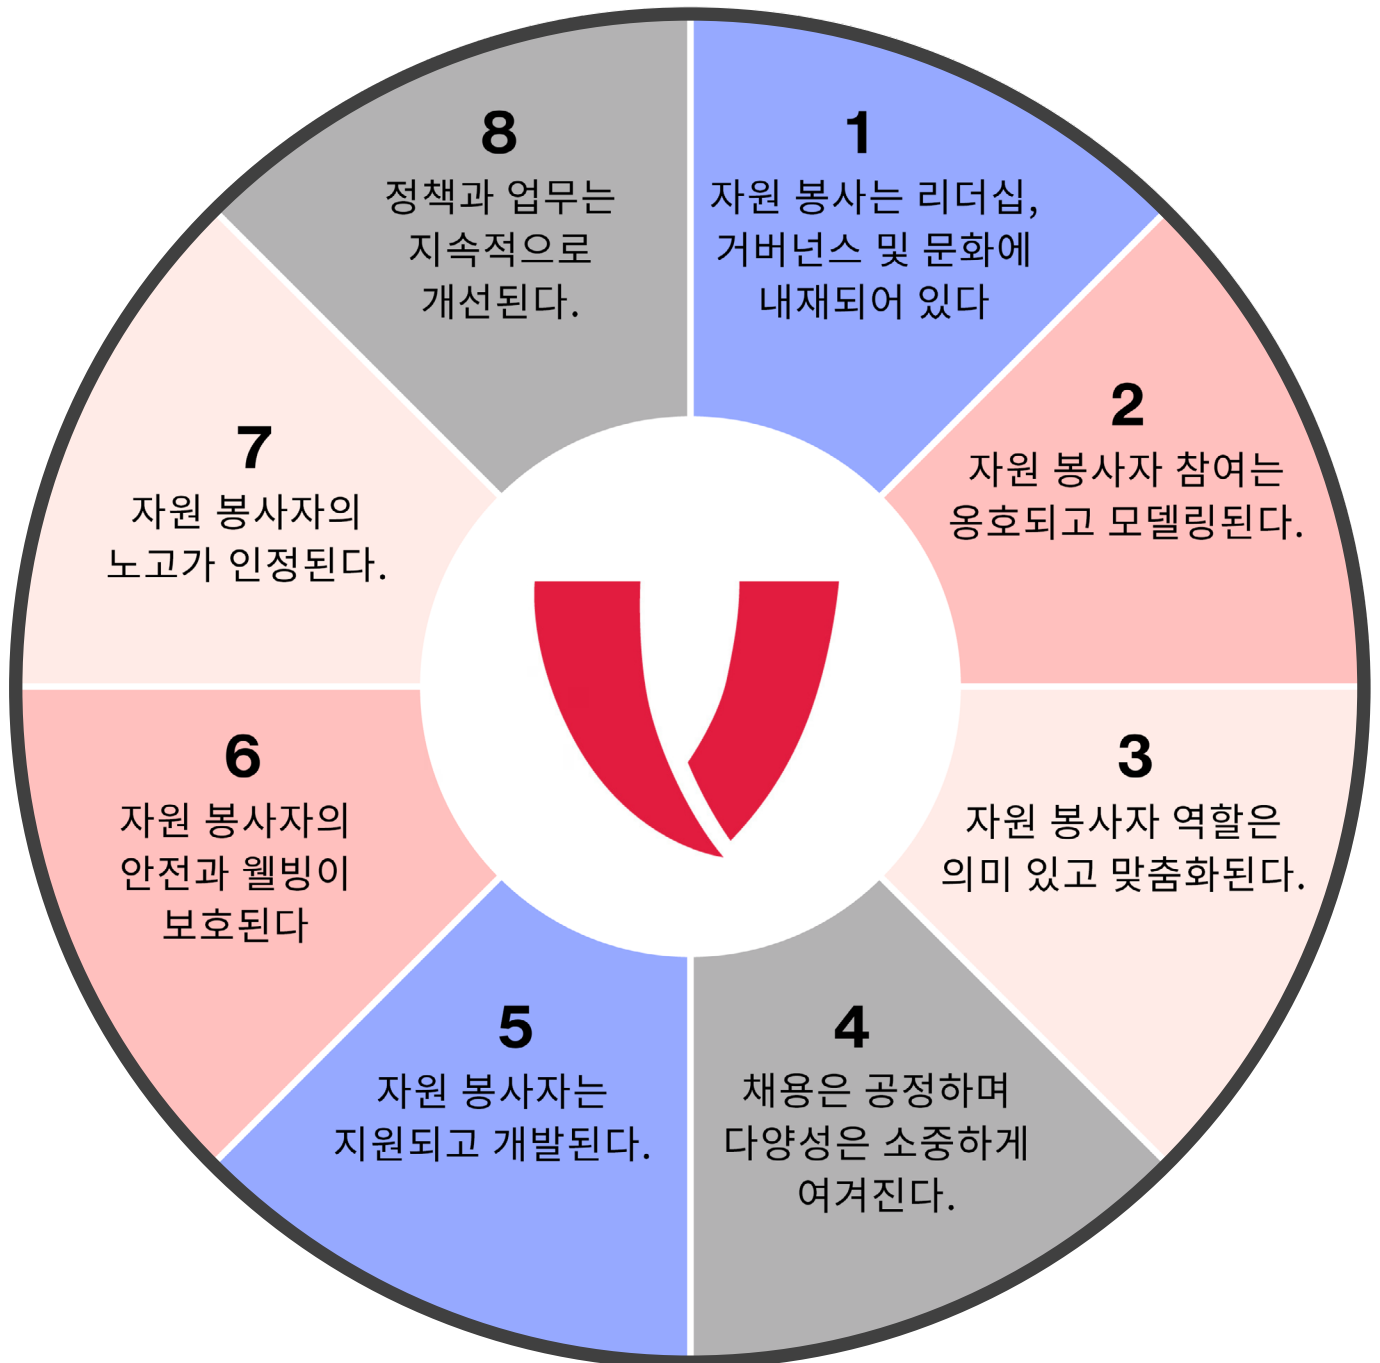 1
자원 봉사는 리더십,
거버넌스 및 문화에
내재되어 있다
2
자원 봉사자 참여는
옹호되고 모델링된다.
3
자원 봉사자 역할은
의미 있고 맞춤화된다.
4
채용은 공정하며
다양성은 소중하게
여겨진다.
5
자원 봉사자는
지원되고 개발된다.
6
자원 봉사자의
안전과 웰빙이
보호된다
7
자원 봉사자의
노고가 인정된다.
8
정책과 업무는
지속적으로
개선된다.